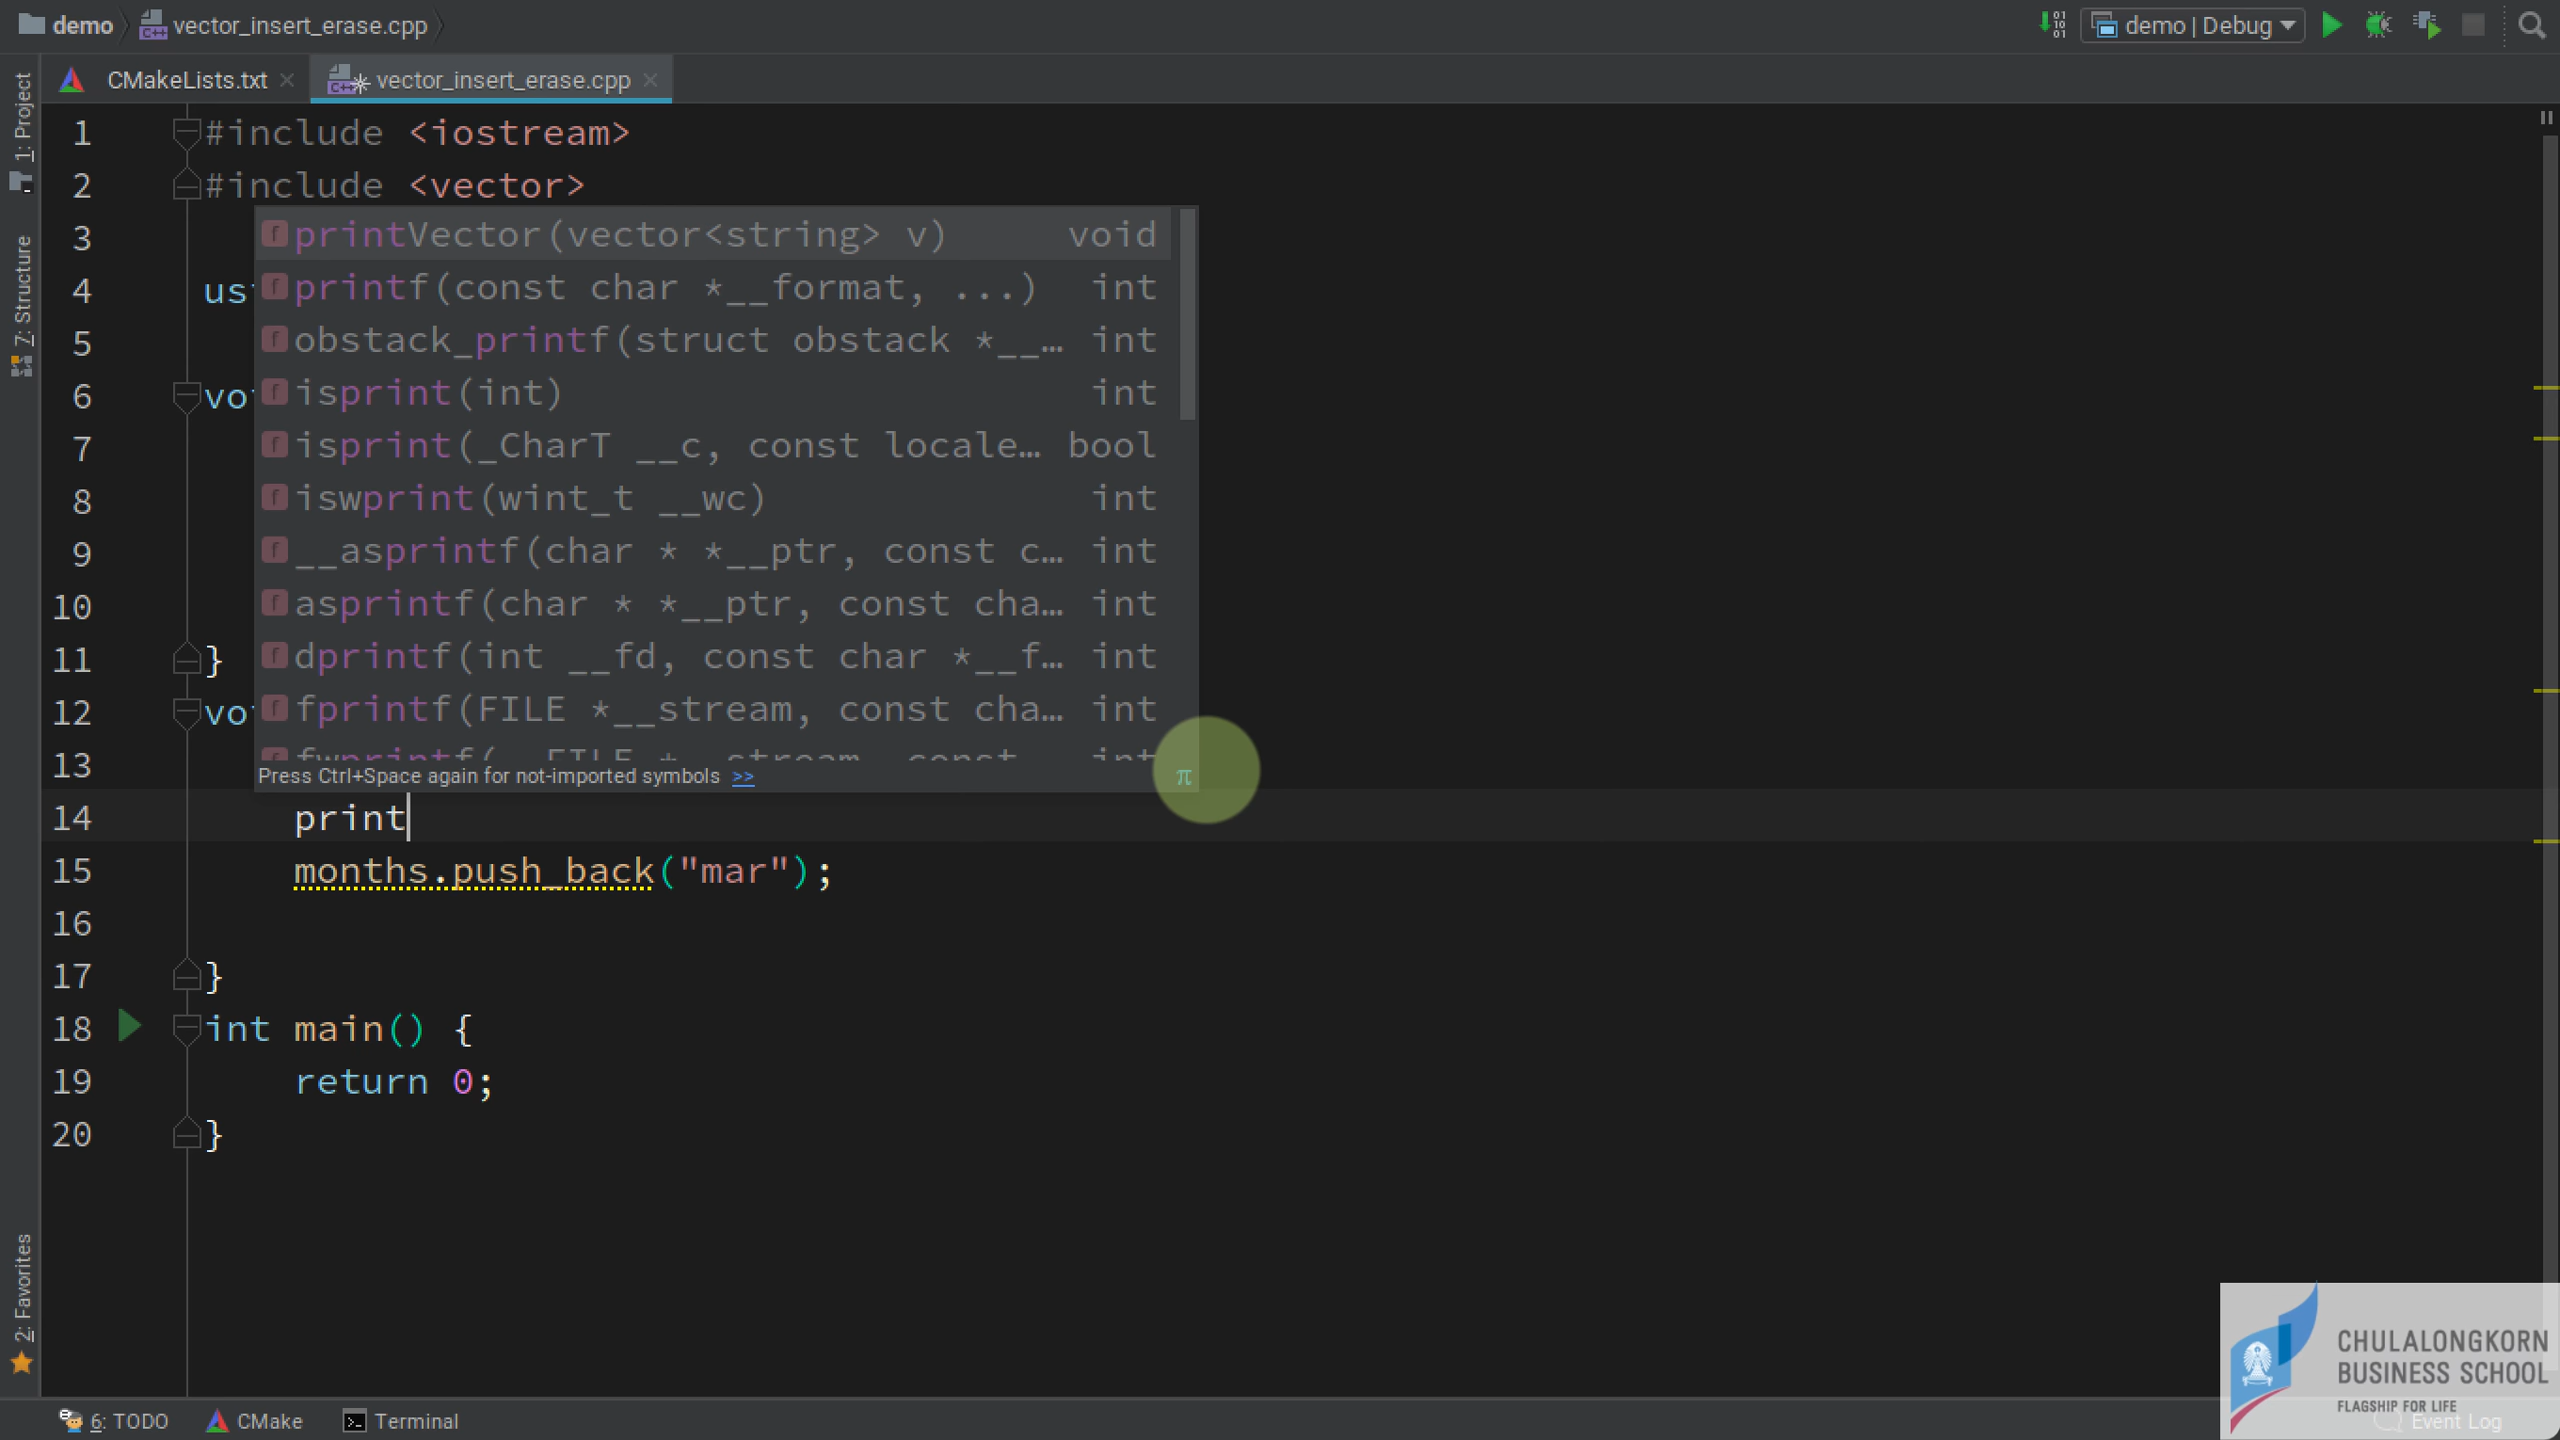 demo vector_insert_erase.cpp demo | Debug
CMakeLists.txt vector_insert_erase.cpp
1: Project
7: Structure
2: Favorites
1 #include <iostream>
2 #include <vector>
3
4 us
5
6 vo
7
8
9
10
11 }
12 vo
13
printVector(vector<string> v) void
printf(const char *__format, ...) int
obstack_printf(struct obstack *__… int
isprint(int) int
isprint(_CharT __c, const locale… bool
iswprint(wint_t __wc) int
__asprintf(char * *__ptr, const c… int
asprintf(char * *__ptr, const cha… int
dprintf(int __fd, const char *__f… int
fprintf(FILE *__stream, const cha… int
fwprintf(__FILE *__stream, const int
Press Ctrl+Space again for not-imported symbols >> π
14 print
15 months.push_back("mar");
16
17 }
18 int main() {
19 return 0;
20 }
CHULALONGKORN
BUSINESS SCHOOL
FLAGSHIP FOR LIFE
6: TODO CMake Terminal Event Log